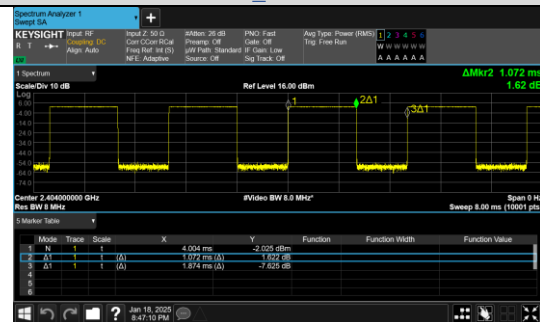 Spectrum Analyzer 1
Swept SA
+
KEYSIGHT Input: RF Input Z: 50 Ω #Atten: 26 dB PNO: Fast Avg Type: Power (RMS) 1 2 3 4 5 6
R T Coupling: DC Corr CCorr RCal Preamp: Off Gate: Off Trig: Free Run W W W W W W
Align: Auto Freq Ref: Int (S) µW Path: Standard IF Gain: Low A A A A A A
NFE: Adaptive Source: Off Sig Track: Off
1 Spectrum
ΔMkr2 1.072 ms
Scale/Div 10 dB Ref Level 16.00 dBm 1.62 dB
Log
6.00
-4.00
-14.0
-24.0
-34.0
-44.0
-54.0
-64.0
-74.0
1
2Δ1
3Δ1
Center 2.404000000 GHz #Video BW 8.0 MHz* Span 0 Hz
Res BW 8 MHz Sweep 8.00 ms (10001 pts)
5 Marker Table
Mode Trace Scale X Y Function Function Width Function Value
1 N 1 t 4.004 ms -2.025 dBm
2 Δ1 1 t (Δ) 1.072 ms (Δ) 1.622 dB
3 Δ1 1 t (Δ) 1.874 ms (Δ) -7.625 dB
4
5
6
? Jan 18, 2025
8:47:10 PM